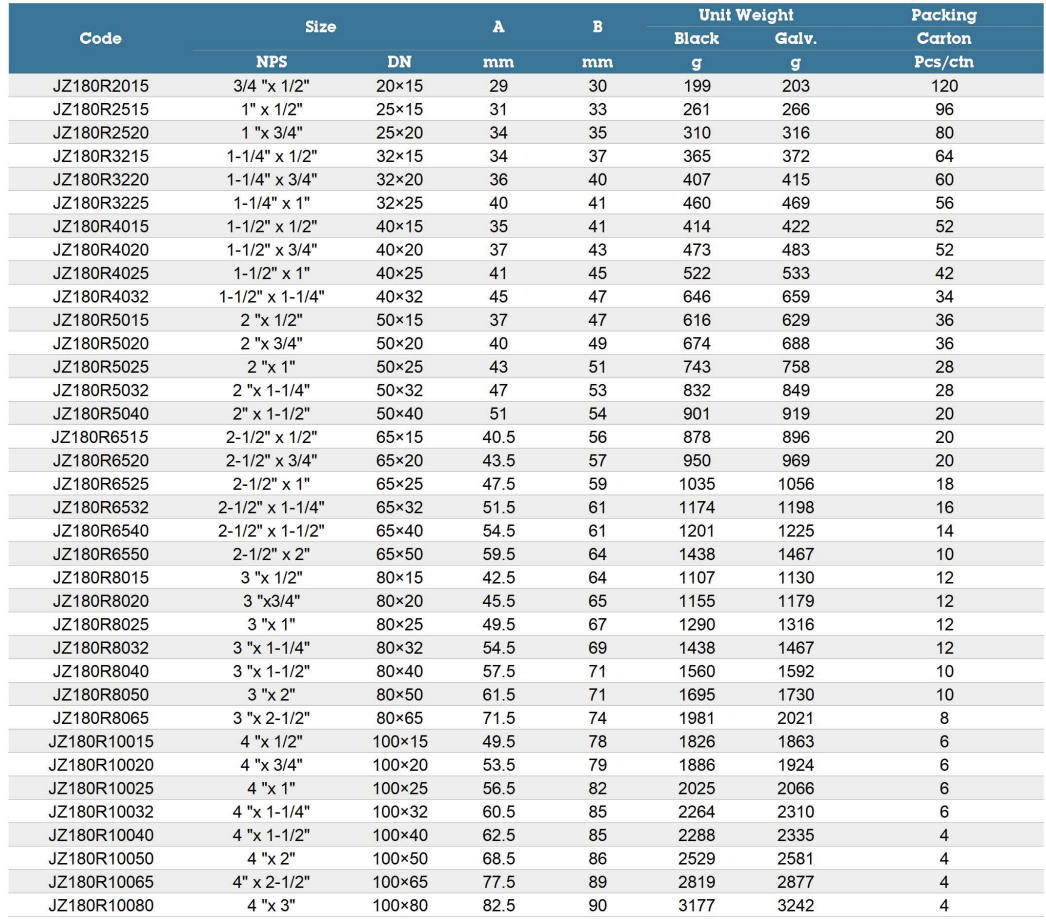 Code Size A B Unit Weight Packing
Black Galv. Carton
NPS DN mm mm g g Pcs/ctn
JZ180R2015 3/4 "x 1/2" 20×15 29 30 199 203 120
JZ180R2515 1" x 1/2" 25×15 31 33 261 266 96
JZ180R2520 1 "x 3/4" 25×20 34 35 310 316 80
JZ180R3215 1-1/4" x 1/2" 32×15 34 37 365 372 64
JZ180R3220 1-1/4" x 3/4" 32×20 36 40 407 415 60
JZ180R3225 1-1/4" x 1" 32×25 40 41 460 469 56
JZ180R4015 1-1/2" x 1/2" 40×15 35 41 414 422 52
JZ180R4020 1-1/2" x 3/4" 40×20 37 43 473 483 52
JZ180R4025 1-1/2" x 1" 40×25 41 45 522 533 42
JZ180R4032 1-1/2" x 1-1/4" 40×32 45 47 646 659 34
JZ180R5015 2 "x 1/2" 50×15 37 47 616 629 36
JZ180R5020 2 "x 3/4" 50×20 40 49 674 688 36
JZ180R5025 2 "x 1" 50×25 43 51 743 758 28
JZ180R5032 2 "x 1-1/4" 50×32 47 53 832 849 28
JZ180R5040 2" x 1-1/2" 50×40 51 54 901 919 20
JZ180R6515 2-1/2" x 1/2" 65×15 40.5 56 878 896 20
JZ180R6520 2-1/2" x 3/4" 65×20 43.5 57 950 969 20
JZ180R6525 2-1/2" x 1" 65×25 47.5 59 1035 1056 18
JZ180R6532 2-1/2" x 1-1/4" 65×32 51.5 61 1174 1198 16
JZ180R6540 2-1/2" x 1-1/2" 65×40 54.5 61 1201 1225 14
JZ180R6550 2-1/2" x 2" 65×50 59.5 64 1438 1467 10
JZ180R8015 3 "x 1/2" 80×15 42.5 64 1107 1130 12
JZ180R8020 3 "x3/4" 80×20 45.5 65 1155 1179 12
JZ180R8025 3 "x 1" 80×25 49.5 67 1290 1316 12
JZ180R8032 3 "x 1-1/4" 80×32 54.5 69 1438 1467 12
JZ180R8040 3 "x 1-1/2" 80×40 57.5 71 1560 1592 10
JZ180R8050 3 "x 2" 80×50 61.5 71 1695 1730 10
JZ180R8065 3 "x 2-1/2" 80×65 71.5 74 1981 2021 8
JZ180R10015 4 "x 1/2" 100×15 49.5 78 1826 1863 6
JZ180R10020 4 "x 3/4" 100×20 53.5 79 1886 1924 6
JZ180R10025 4 "x 1" 100×25 56.5 82 2025 2066 6
JZ180R10032 4 "x 1-1/4" 100×32 60.5 85 2264 2310 6
JZ180R10040 4 "x 1-1/2" 100×40 62.5 85 2288 2335 4
JZ180R10050 4 "x 2" 100×50 68.5 86 2529 2581 4
JZ180R10065 4" x 2-1/2" 100×65 77.5 89 2819 2877 4
JZ180R10080 4 "x 3" 100×80 82.5 90 3177 3242 4